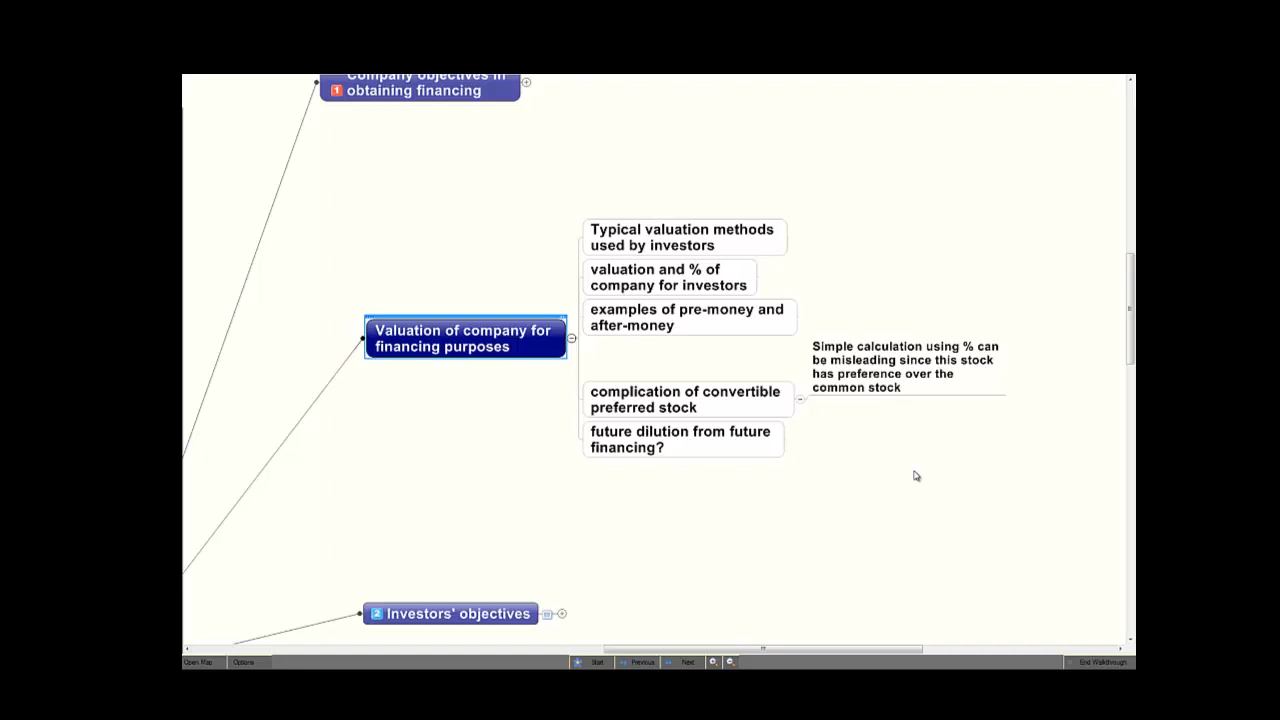 Company objectives in
1 obtaining financing
Typical valuation methods
used by investors
valuation and % of
company for investors
examples of pre-money and
after-money
Valuation of company for
financing purposes
Simple calculation using % can
be misleading since this stock
has preference over the
common stock
complication of convertible
preferred stock
future dilution from future
financing?
2 Investors' objectives
Open Map Options Start Previous Next End Walkthrough